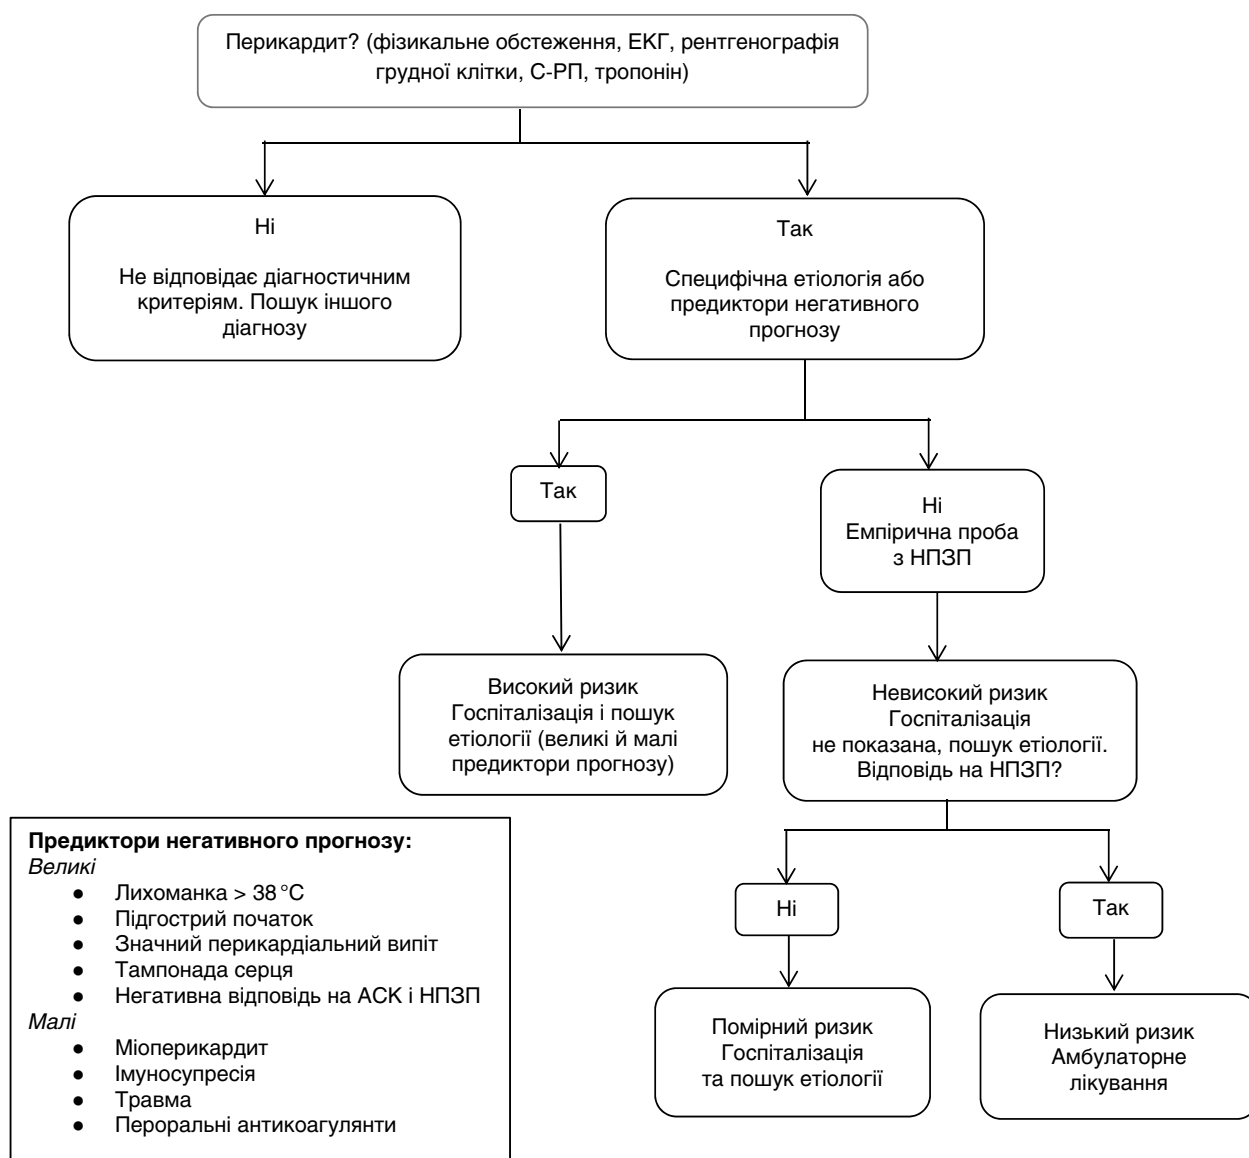 Перикардит? (фізикальне обстеження, ЕКГ, рентгенографія
грудної клітки, С-РП, тропонін)
Ні
Не відповідає діагностичним
критеріям. Пошук іншого
діагнозу
Так
Специфічна етіологія або
предиктори негативного
прогнозу
Так
Ні
Емпірична проба
з НПЗП
Високий ризик
Госпіталізація і пошук
етіології (великі й малі
предиктори прогнозу)
Невисокий ризик
Госпіталізація
не показана, пошук етіології.
Відповідь на НПЗП?
Ні
Так
Помірний ризик
Госпіталізація
та пошук етіології
Низький ризик
Амбулаторне
лікування
Предиктори негативного прогнозу:
Великі
● Лихоманка > 38 °С
● Підгострий початок
● Значний перикардіальний випіт
● Тампонада серця
● Негативна відповідь на АСК і НПЗП
Малі
● Міоперикардит
● Імуносупресія
● Травма
● Пероральні антикоагулянти